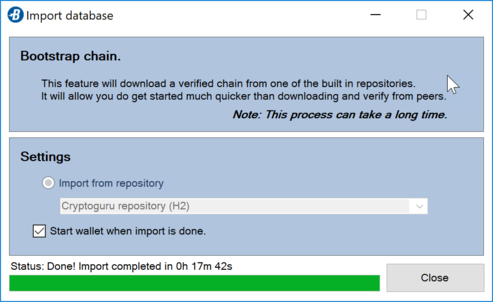 Import database
Bootstrap chain.
This feature will download a verified chain from one of the built in repositories.
It will allow you do get started much quicker than downloading and verify from peers.
Note: This process can take a long time.
Settings
Import from repository
Cryptoguru repository (H2)
Start wallet when import is done.
Status: Done! Import completed in 0h 17m 42s
Close